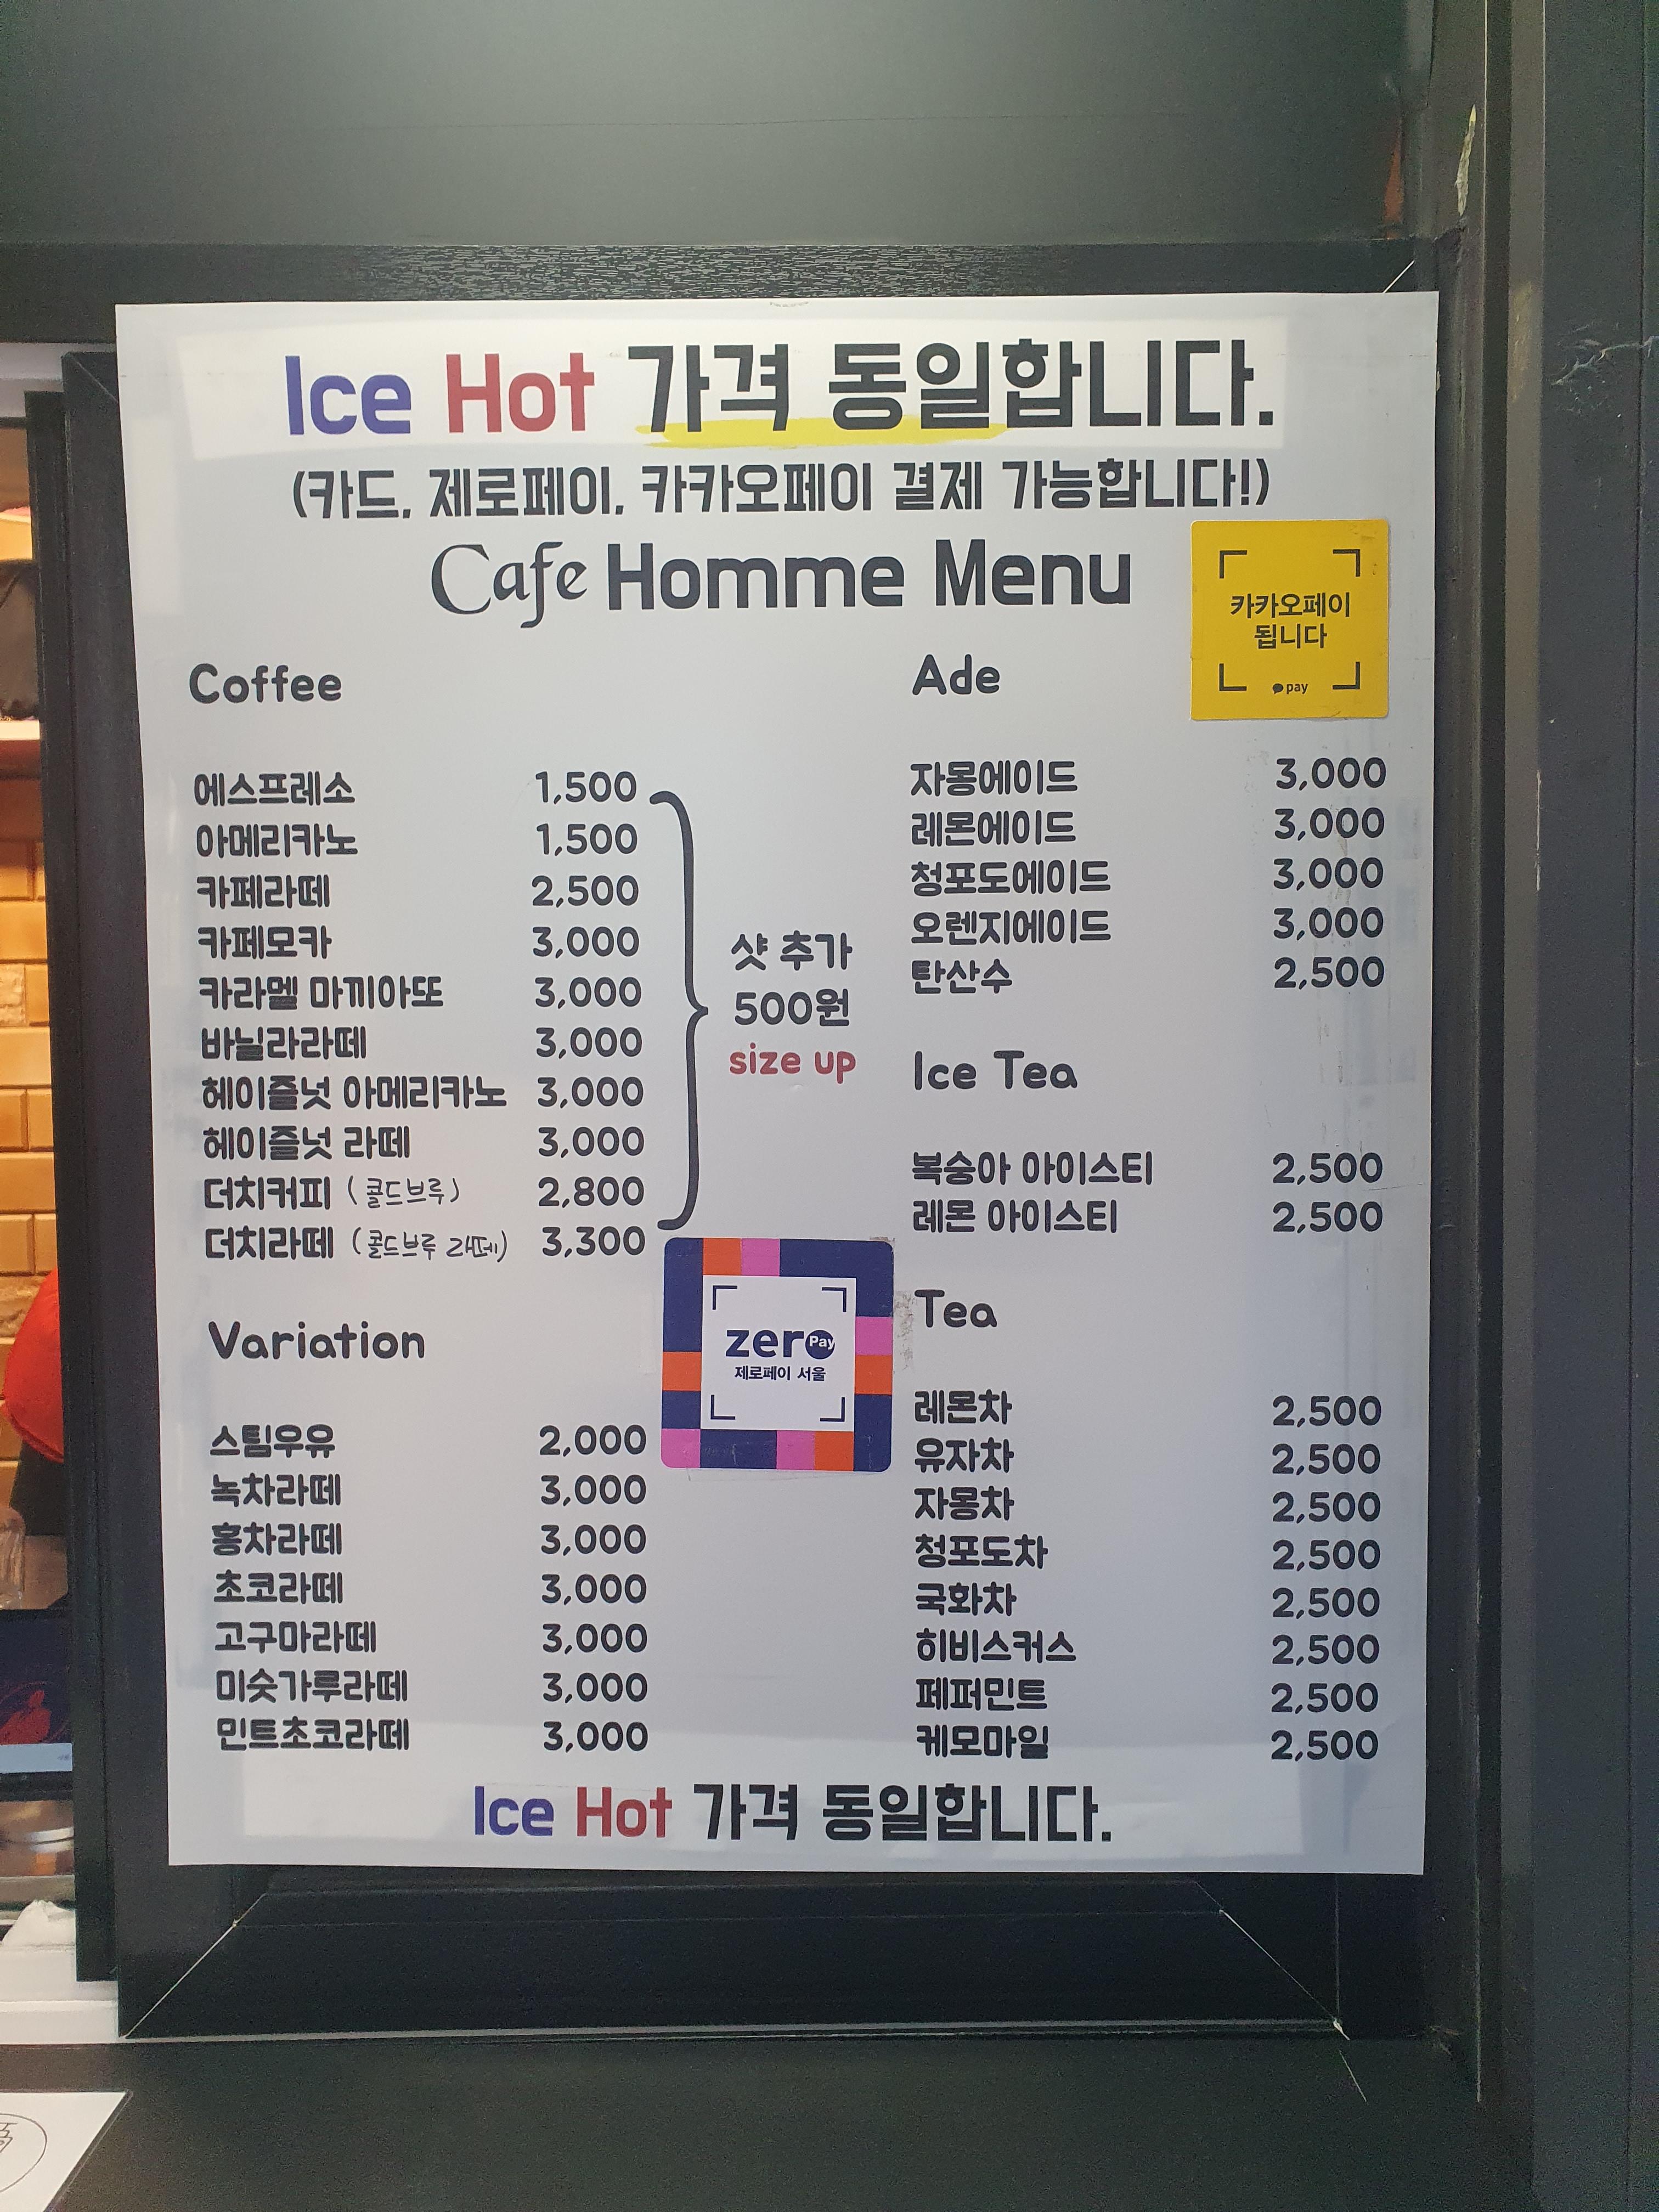 Ice Hot 가격 동일합니다.
(카드, 제로페이, 카카오페이 결제 가능합니다!)
Cafe Homme Menu
카카오페이
됩니다
pay
Coffee
에스프레소 1,500
아메리카노 1,500
카페라떼 2,500
카페모카 3,000
카라멜 마끼아또 3,000
바닐라라떼 3,000
헤이즐넛 아메리카노 3,000
헤이즐넛 라떼 3,000
더치커피 (콜드브루) 2,800
더치라떼 (콜드브루 라떼) 3,300
샷 추가
500원
size up
Variation
스팀우유 2,000
녹차라떼 3,000
홍차라떼 3,000
초코라떼 3,000
고구마라떼 3,000
미숫가루라떼 3,000
민트초코라떼 3,000
zero Pay
제로페이 서울
Ade
자몽에이드 3,000
레몬에이드 3,000
청포도에이드 3,000
오렌지에이드 3,000
탄산수 2,500
Ice Tea
복숭아 아이스티 2,500
레몬 아이스티 2,500
Tea
레몬차 2,500
유자차 2,500
자몽차 2,500
청포도차 2,500
국화차 2,500
히비스커스 2,500
페퍼민트 2,500
케모마일 2,500
Ice Hot 가격 동일합니다.